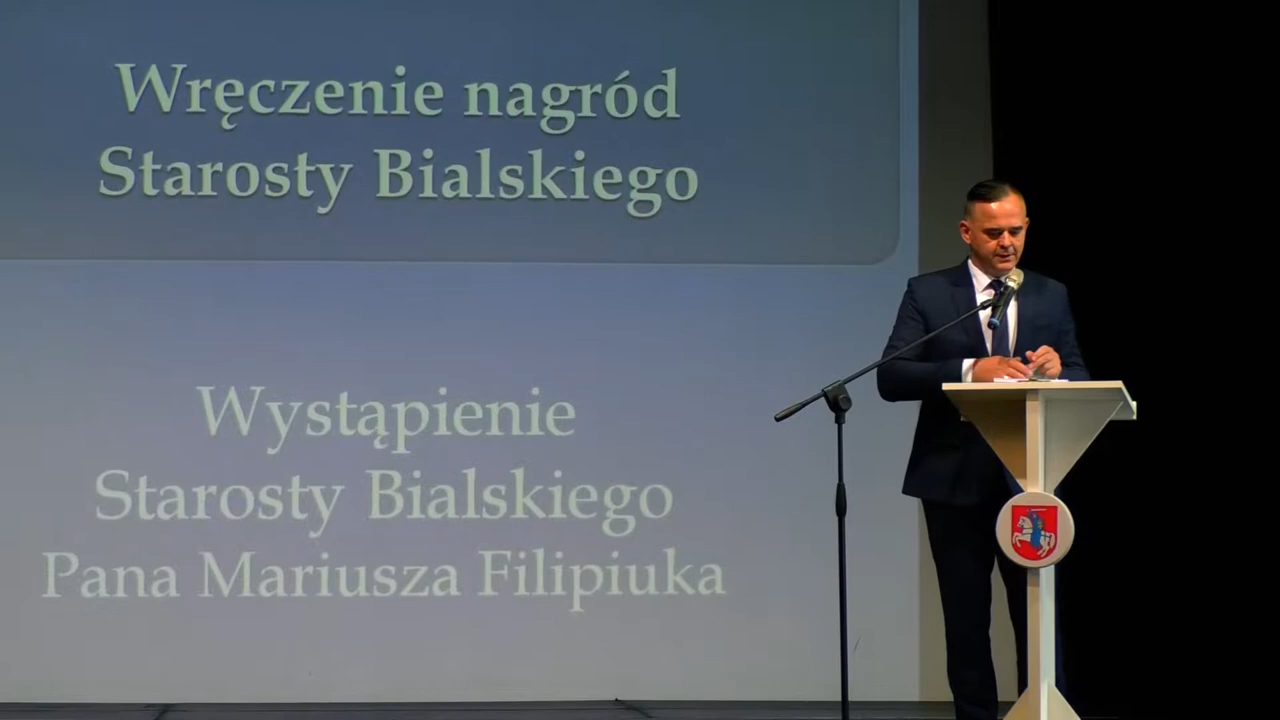 Wręczenie nagród
Starosty Bialskiego
Wystąpienie
Starosty Bialskiego
Pana Mariusza Filipiuka